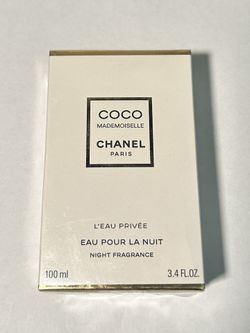 COCO
MADEMOISELLE
CHANEL
PARIS
L'EAU PRIVÉE
EAU POUR LA NUIT
NIGHT FRAGRANCE
100 ml 3.4 FL.OZ.